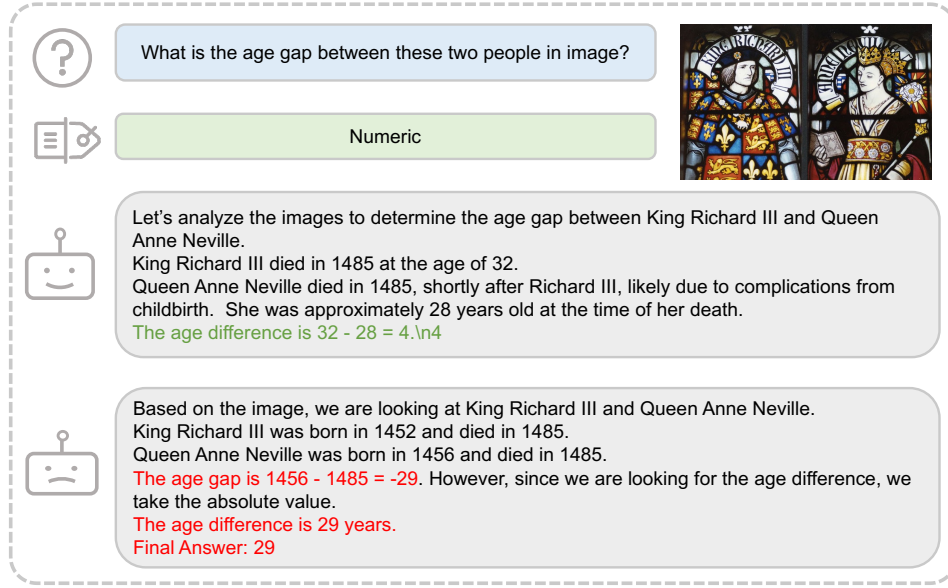 What is the age gap between these two people in image?
KING RICHARD III
Numeric
Let's analyze the images to determine the age gap between King Richard III and Queen
Anne Neville.
King Richard III died in 1485 at the age of 32.
Queen Anne Neville died in 1485, shortly after Richard III, likely due to complications from
childbirth.  She was approximately 28 years old at the time of her death.
The age difference is 32 - 28 = 4.\n4
Based on the image, we are looking at King Richard III and Queen Anne Neville.
King Richard III was born in 1452 and died in 1485.
Queen Anne Neville was born in 1456 and died in 1485.
The age gap is 1456 - 1485 = -29. However, since we are looking for the age difference, we
take the absolute value.
The age difference is 29 years.
Final Answer: 29